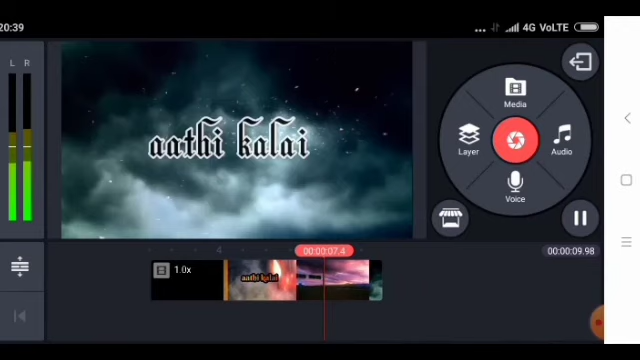 20:39
... 4G VoLTE
L R
aathi kalai
Media
Layer
Audio
Voice
4
00:00:07.4
00:00:09.98
1.0x
aathi kalai